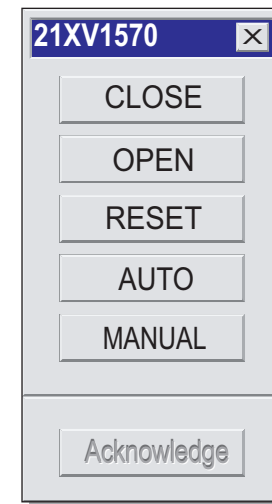 21XV1570
CLOSE
OPEN
RESET
AUTO
MANUAL
Acknowledge